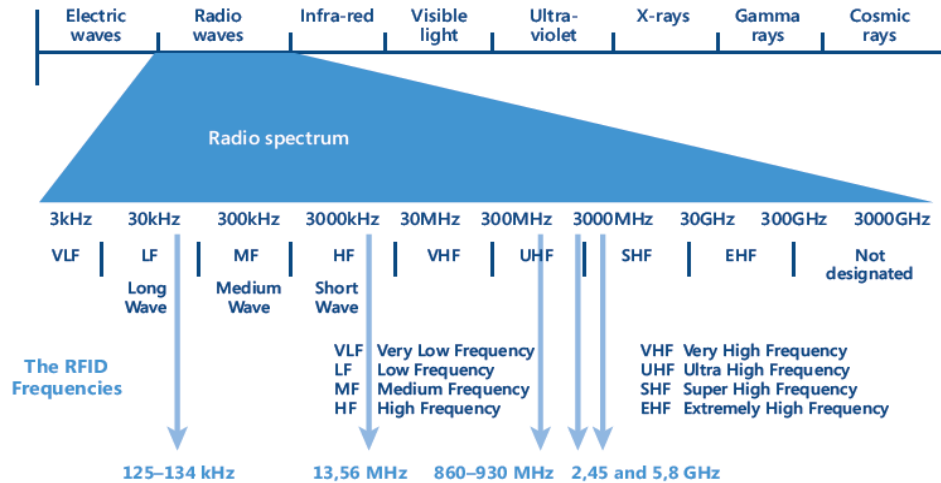 Electric waves
Radio waves
Infra-red
Visible light
Ultra-violet
X-rays
Gamma rays
Cosmic rays
Radio spectrum
3kHz 30kHz 300kHz 3000kHz 30MHz 300MHz 3000MHz 30GHz 300GHz 3000GHz
VLF LF MF HF VHF UHF SHF EHF Not designated
Long Wave
Medium Wave
Short Wave
The RFID
Frequencies
VLF Very Low Frequency
LF Low Frequency
MF Medium Frequency
HF High Frequency
VHF Very High Frequency
UHF Ultra High Frequency
SHF Super High Frequency
EHF Extremely High Frequency
125–134 kHz 13,56 MHz 860–930 MHz 2,45 and 5,8 GHz